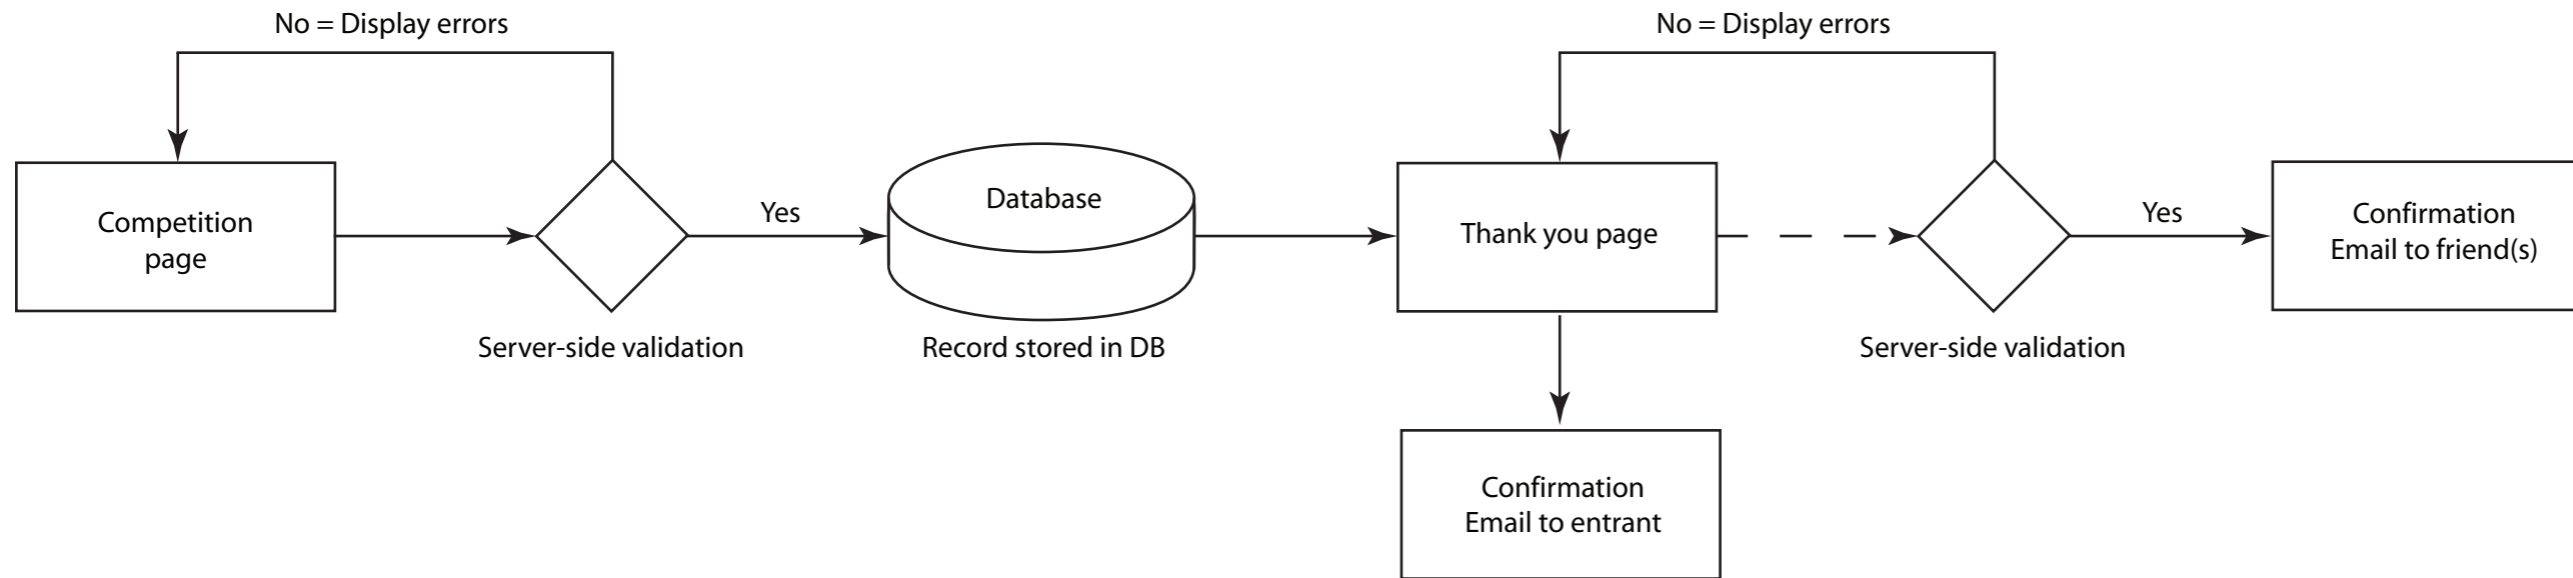 No = Display errors
No = Display errors
Competition
page
Yes
Database
Thank you page
Yes
Confirmation
Email to friend(s)
Server-side validation
Record stored in DB
Server-side validation
Confirmation
Email to entrant